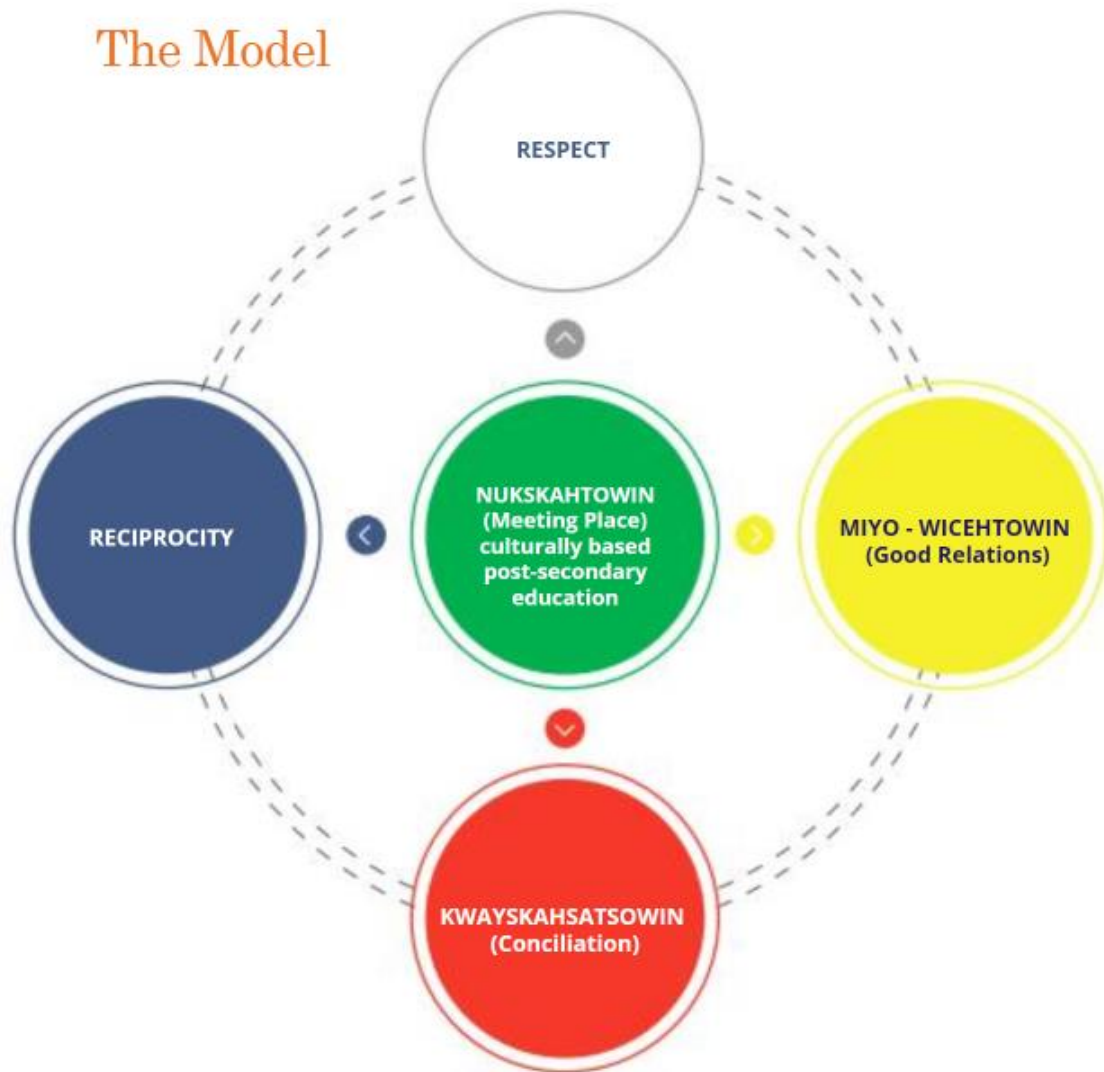 The Model
RESPECT
RECIPROCITY
NUKSKAHTOWIN
(Meeting Place)
culturally based
post-secondary
education
MIYO - WICEHTOWIN
(Good Relations)
KWAYSKAHSATSOWIN
(Conciliation)